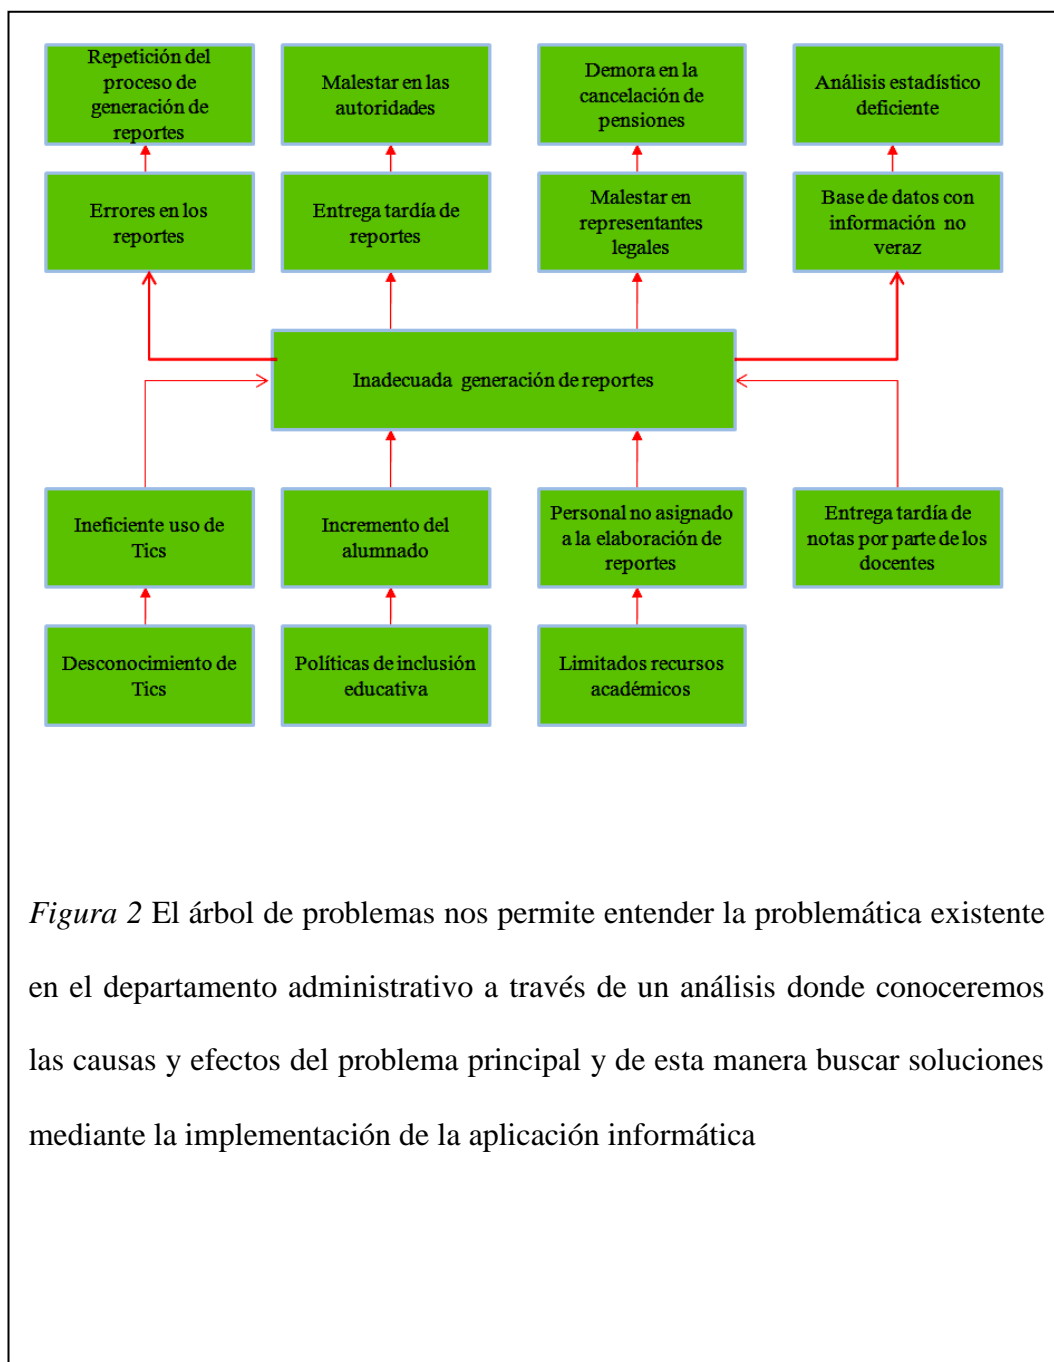 Repetición del
proceso de
generación de
reportes
Malestar en las
autoridades
Demora en la
cancelación de
pensiones
Análisis estadístico
deficiente
Errores en los
reportes
Entrega tardía de
reportes
Malestar en
representantes
legales
Base de datos con
información no
veraz
Inadecuada generación de reportes
Ineficiente uso de
Tics
Incremento del
alumnado
Personal no asignado
a la elaboración de
reportes
Entrega tardía de
notas por parte de los
docentes
Desconocimiento de
Tics
Políticas de inclusión
educativa
Limitados recursos
académicos
Figura 2 El árbol de problemas nos permite entender la problemática existente
en el departamento administrativo a través de un análisis donde conoceremos
las causas y efectos del problema principal y de esta manera buscar soluciones
mediante la implementación de la aplicación informática